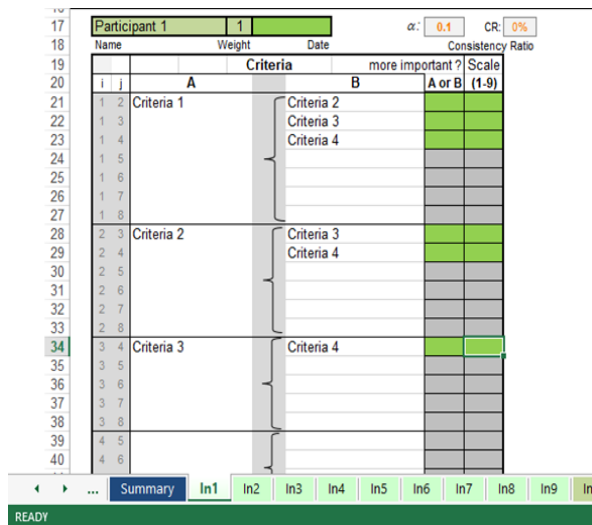 17 Participant 1 1 α: 0.1 CR: 0%
18 Name Weight Date Consistency Ratio
19 Criteria more important ? Scale
20 i j A B A or B (1-9)
21 1 2 Criteria 1 Criteria 2
22 1 3 Criteria 3
23 1 4 Criteria 4
24 1 5
25 1 6
26 1 7
27 1 8
28 2 3 Criteria 2 Criteria 3
29 2 4 Criteria 4
30 2 5
31 2 6
32 2 7
33 2 8
34 3 4 Criteria 3 Criteria 4
35 3 5
36 3 6
37 3 7
38 3 8
39 4 5
40 4 6
... Summary In1 In2 In3 In4 In5 In6 In7 In8 In9
READY